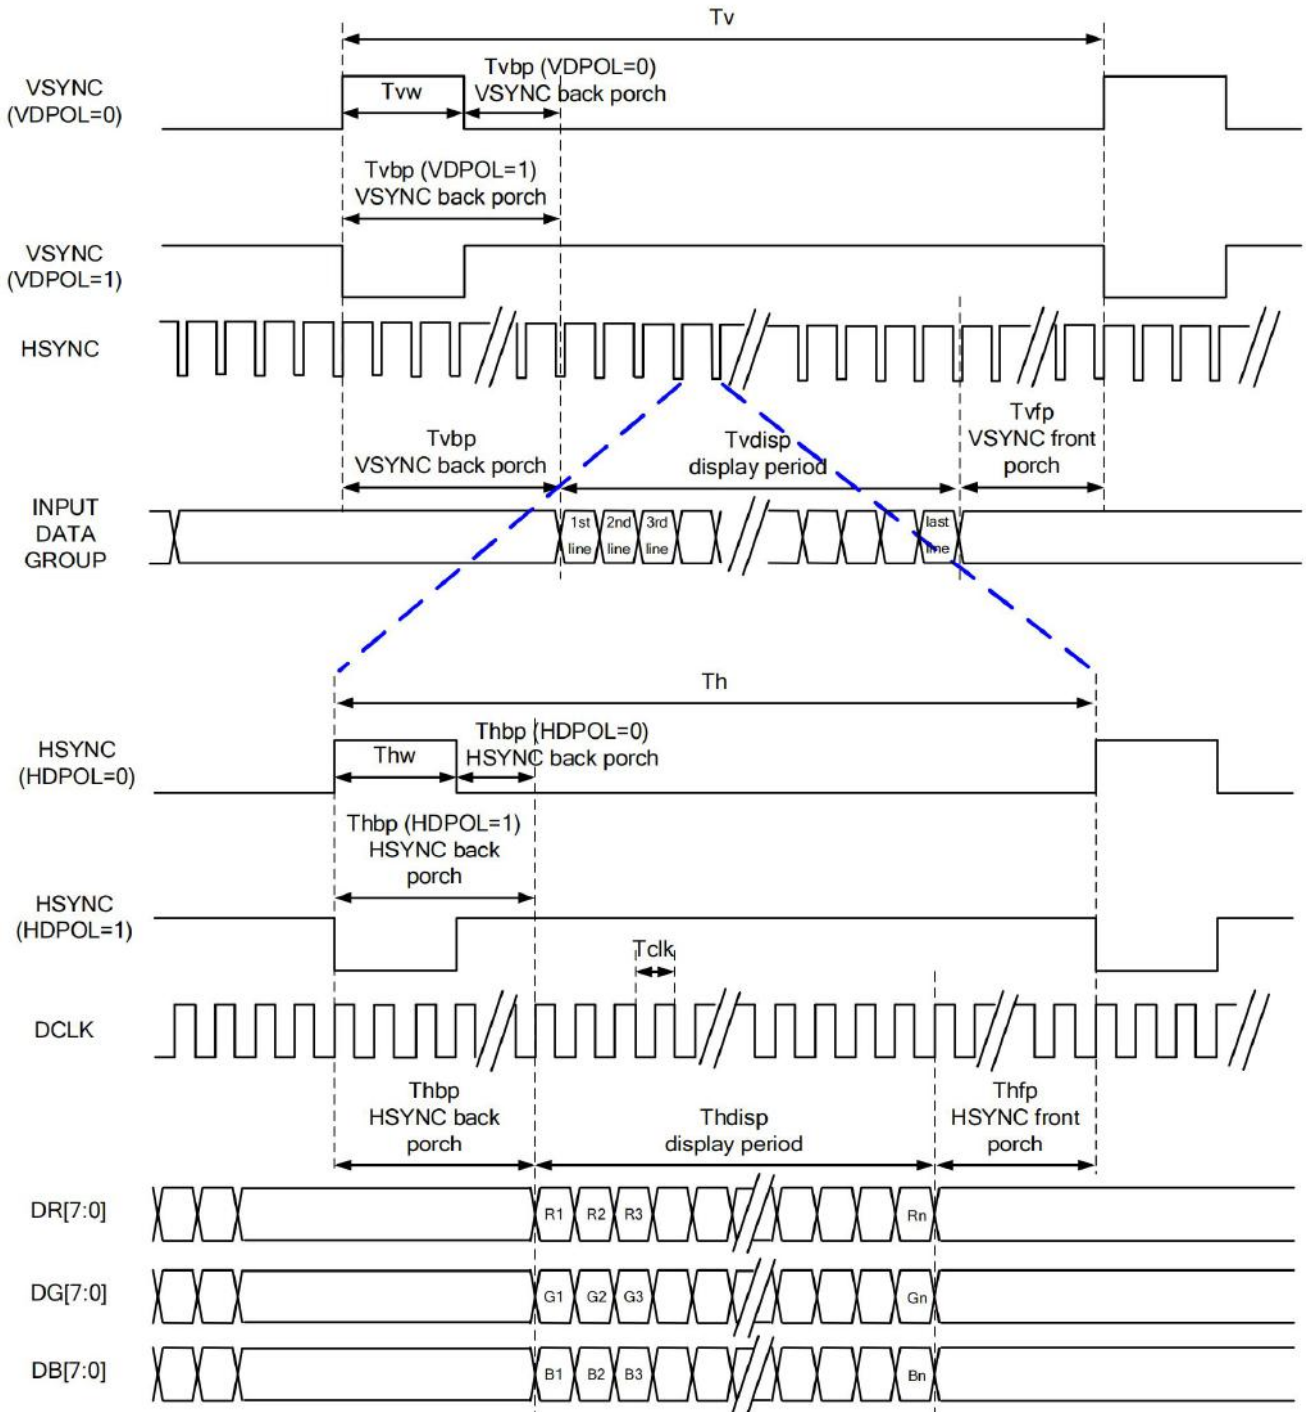 Tv
VSYNC
(VDPOL=0)
Tvw
Tvbp (VDPOL=0)
VSYNC back porch
Tvbp (VDPOL=1)
VSYNC back porch
VSYNC
(VDPOL=1)
HSYNC
Tvbp
VSYNC back porch
Tvdisp
display period
Tvfp
VSYNC front
porch
INPUT
DATA
GROUP
1st
line
2nd
line
3rd
line
last
line
Th
HSYNC
(HDPOL=0)
Thw
Thbp (HDPOL=0)
HSYNC back porch
Thbp (HDPOL=1)
HSYNC back
porch
HSYNC
(HDPOL=1)
Tclk
DCLK
Thbp
HSYNC back
porch
Thdisp
display period
Thfp
HSYNC front
porch
DR[7:0]
R1 R2 R3 Rn
DG[7:0]
G1 G2 G3 Gn
DB[7:0]
B1 B2 B3 Bn